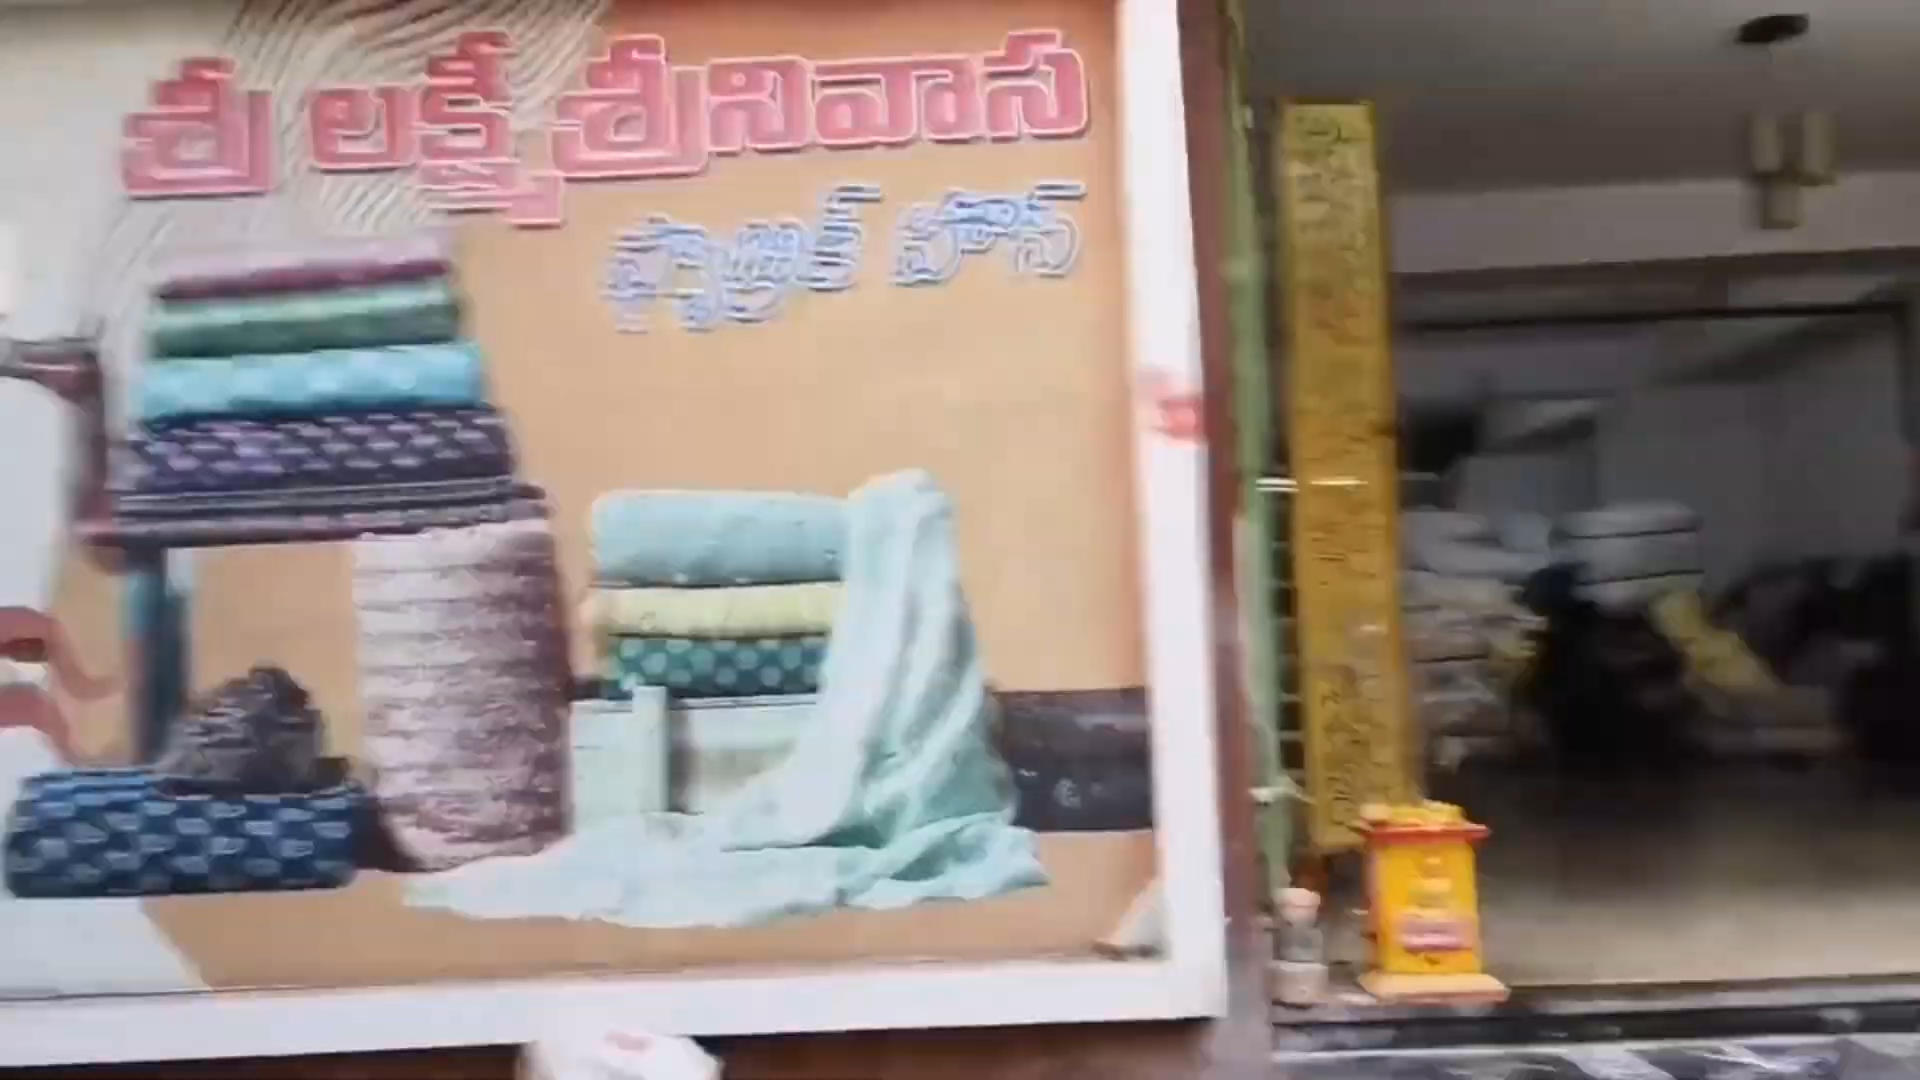 శ్రీ లక్ష్మీ శ్రీనివాస
ఫ్యాబ్రిక్ హౌస్